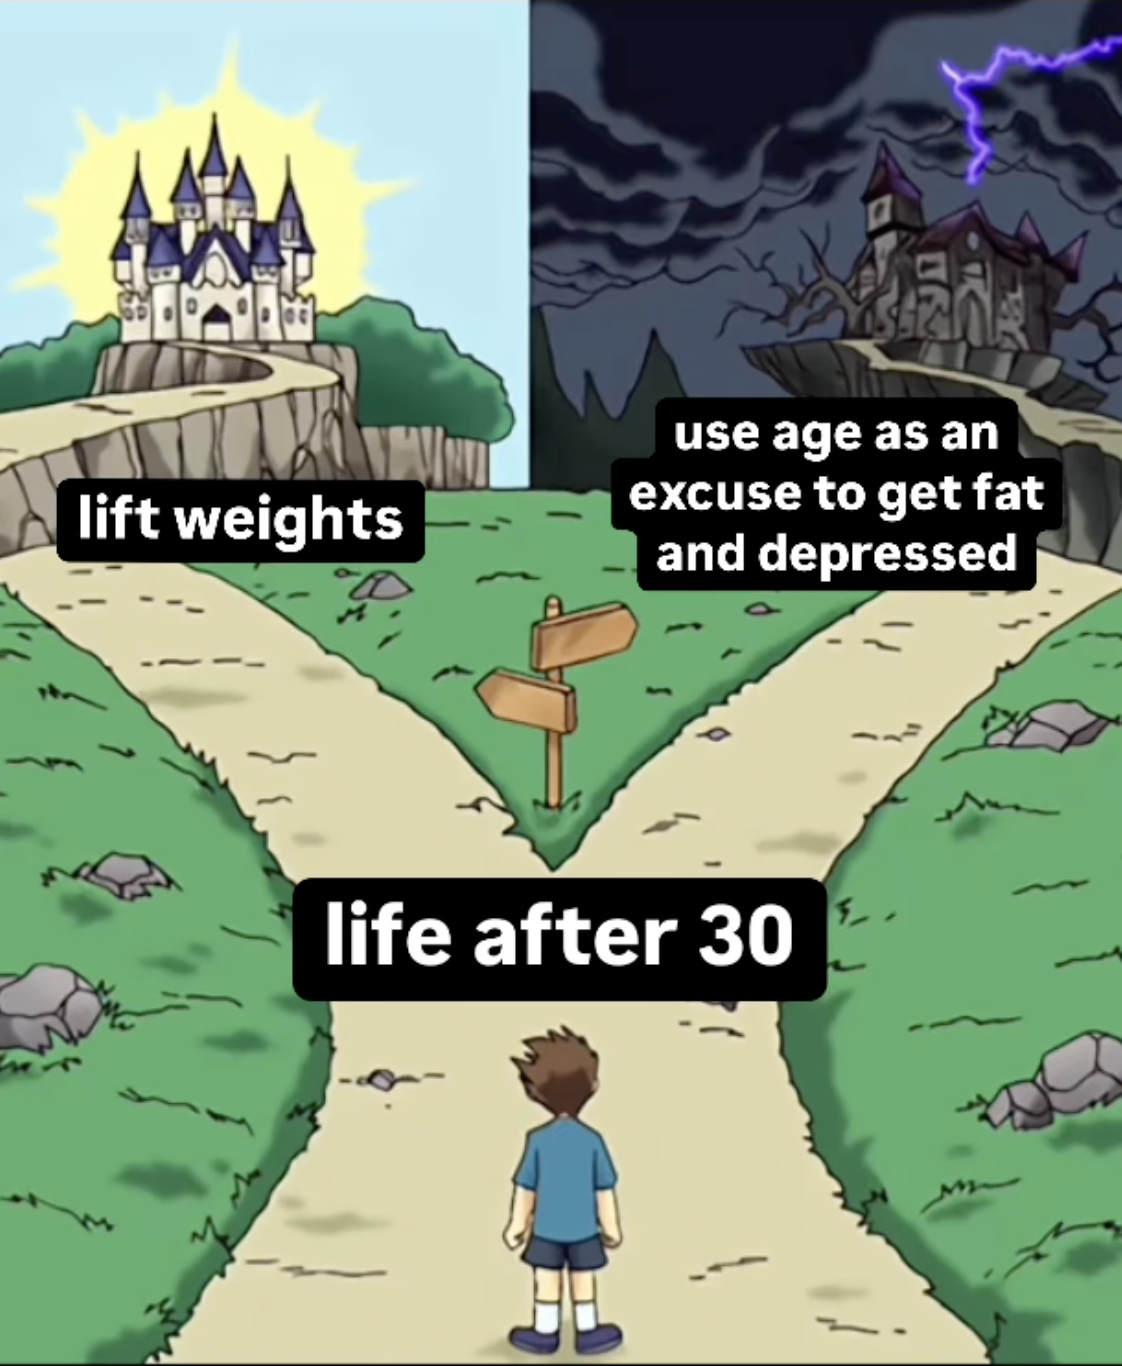 lift weights
use age as an
excuse to get fat
and depressed
life after 30